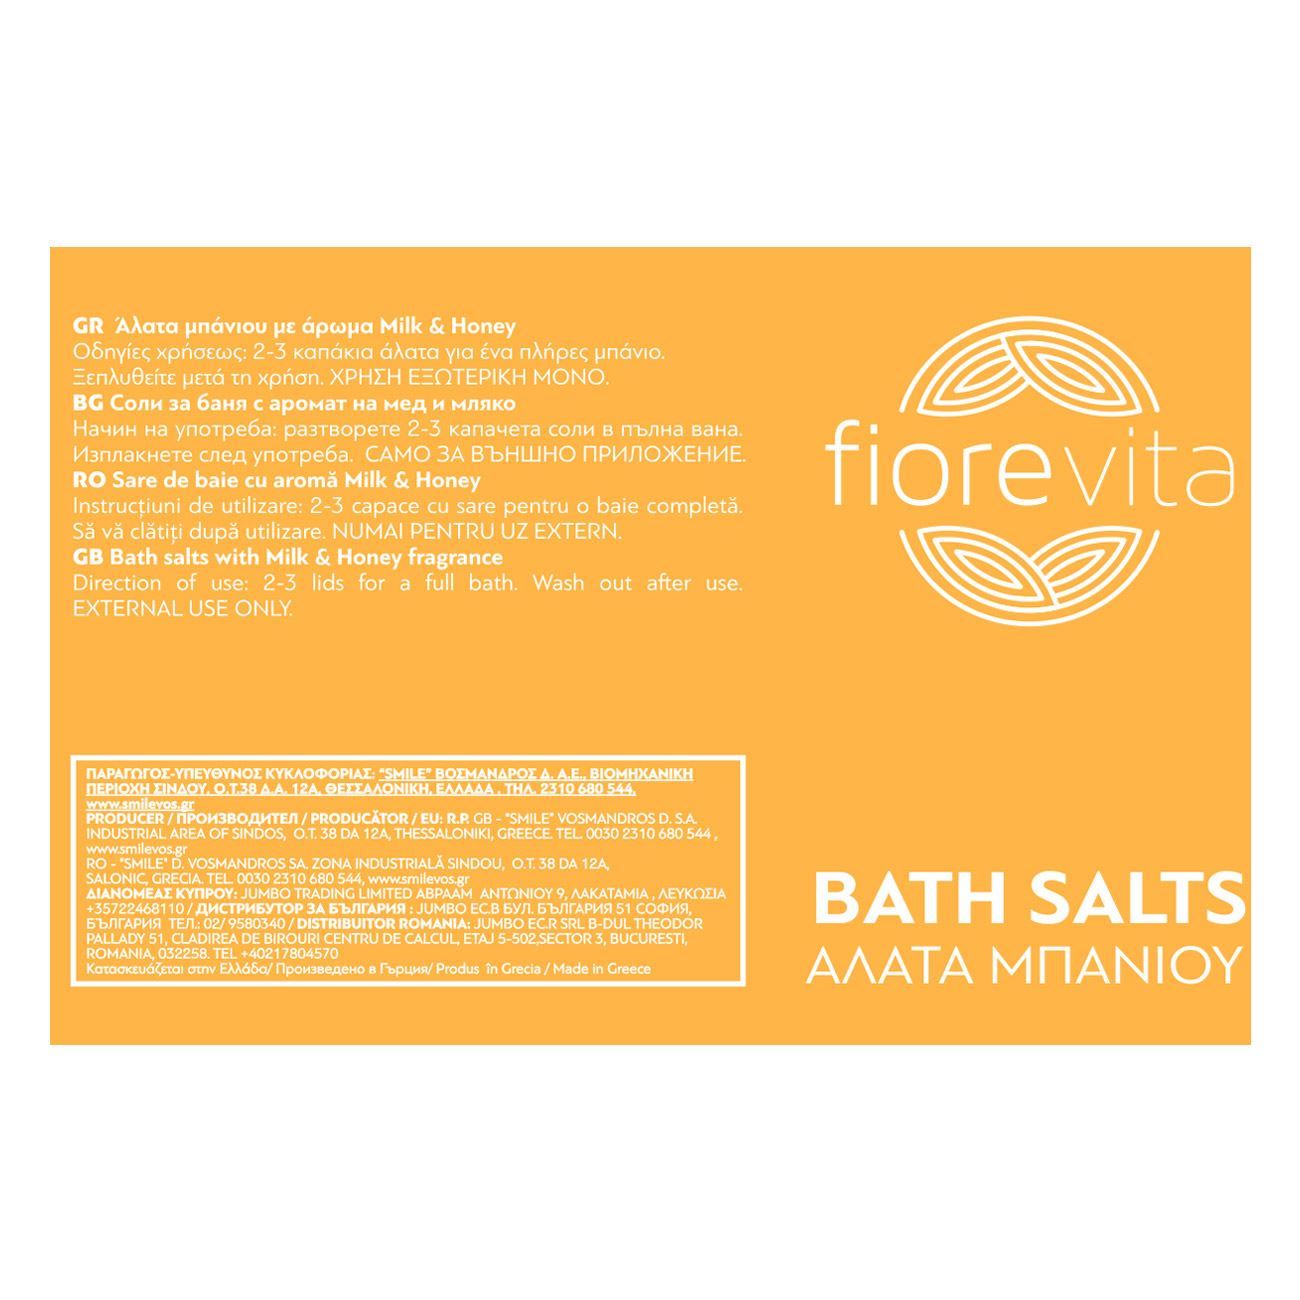 GR Άλατα μπάνιου με άρωμα Milk & Honey
Οδηγίες χρήσεως: 2-3 καπάκια άλατα για ένα πλήρες μπάνιο.
Ξεπλυθείτε μετά τη χρήση. ΧΡΗΣΗ ΕΞΩΤΕΡΙΚΗ ΜΟΝΟ.
BG Соли за баня с аромат на мед и мляко
Начин на употреба: разтворете 2-3 капачета соли в пълна вана.
Изплакнете след употреба. САМО ЗА ВЪНШНО ПРИЛОЖЕНИЕ.
RO Sare de baie cu aromă Milk & Honey
Instrucțiuni de utilizare: 2-3 capace cu sare pentru o baie completă.
Să vă clătiți după utilizare. NUMAI PENTRU UZ EXTERN.
GB Bath salts with Milk & Honey fragrance
Direction of use: 2-3 lids for a full bath. Wash out after use.
EXTERNAL USE ONLY.
ΠΑΡΑΓΩΓΟΣ-ΥΠΕΥΘΥΝΟΣ ΚΥΚΛΟΦΟΡΙΑΣ: "SMILE" ΒΟΣΜΑΝΔΡΟΣ Δ. Α.Ε., ΒΙΟΜΗΧΑΝΙΚΗ
ΠΕΡΙΟΧΗ ΣΙΝΔΟΥ, Ο.Τ.38 Δ.Α. 12Α, ΘΕΣΣΑΛΟΝΙΚΗ, ΕΛΛΑΔΑ , ΤΗΛ. 2310 680 544,
www.smilevos.gr
PRODUCER / ПРОИЗВОДИТЕЛ / PRODUCĂTOR / EU: R.P. GB - "SMILE" VOSMANDROS D. S.A.
INDUSTRIAL AREA OF SINDOS, O.T. 38 DA 12A, THESSALONIKI, GREECE. TEL. 0030 2310 680 544 ,
www.smilevos.gr
RO - "SMILE" D. VOSMANDROS SA. ZONA INDUSTRIALĂ SINDOU, O.T. 38 DA 12A,
SALONIC, GRECIA. TEL. 0030 2310 680 544, www.smilevos.gr
ΔΙΑΝΟΜΕΑΣ ΚΥΠΡΟΥ: JUMBO TRADING LIMITED ΑΒΡΑΑΜ ΑΝΤΩΝΙΟΥ 9, ΛΑΚΑΤΑΜΙΑ , ΛΕΥΚΩΣΙΑ
+35722468110 / ДИСТРИБУТОР ЗА БЪЛГАРИЯ : JUMBO EC.B БУЛ. БЪЛГАРИЯ 51 СОФИЯ,
БЪЛГАРИЯ ТЕЛ.: 02/ 9580340 / DISTRIBUITOR ROMANIA: JUMBO EC.R SRL B-DUL THEODOR
PALLADY 51, CLADIREA DE BIROURI CENTRU DE CALCUL, ETAJ 5-502,SECTOR 3, BUCURESTI,
ROMANIA, 032258. TEL +40217804570
Κατασκευάζεται στην Ελλάδα/ Произведено в Гърция/ Produs în Grecia / Made in Greece
fiorevita
BATH SALTS
ΑΛΑΤΑ ΜΠΑΝΙΟΥ